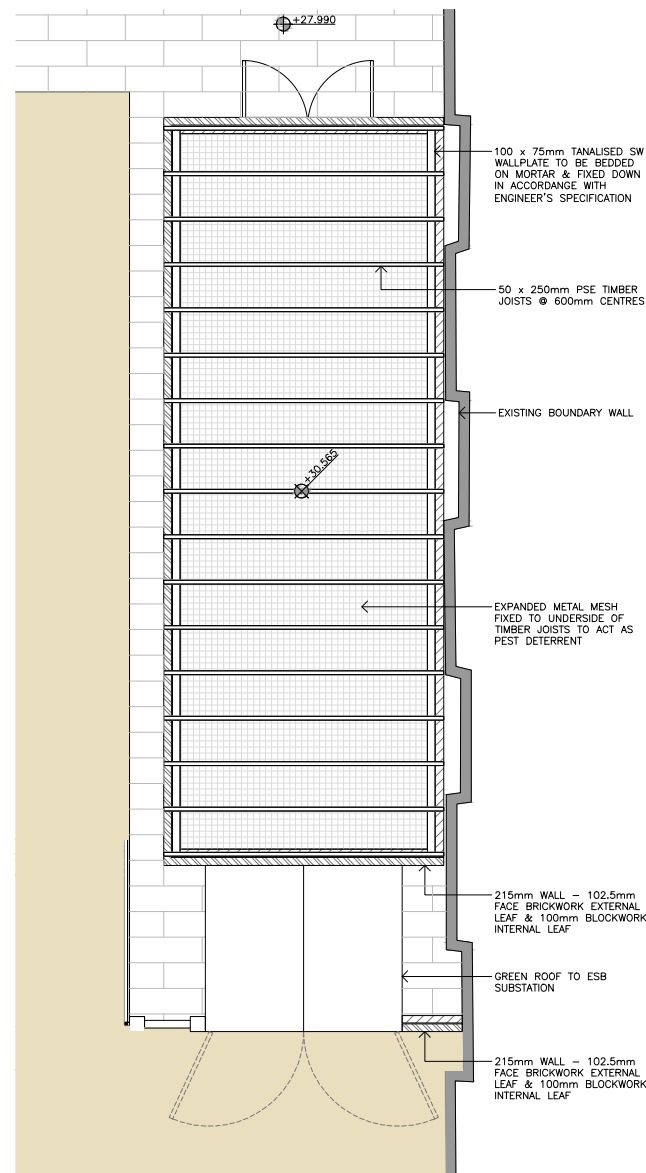 +27.990
100 x 75mm TANALISED SW
WALLPLATE TO BE BEDDED
ON MORTAR & FIXED DOWN
IN ACCORDANGE WITH
ENGINEER'S SPECIFICATION
50 x 250mm PSE TIMBER
JOISTS @ 600mm CENTRES
EXISTING BOUNDARY WALL
+30.565
EXPANDED METAL MESH
FIXED TO UNDERSIDE OF
TIMBER JOISTS TO ACT AS
PEST DETERRENT
215mm WALL – 102.5mm
FACE BRICKWORK EXTERNAL
LEAF & 100mm BLOCKWORK
INTERNAL LEAF
GREEN ROOF TO ESB
SUBSTATION
215mm WALL – 102.5mm
FACE BRICKWORK EXTERNAL
LEAF & 100mm BLOCKWORK
INTERNAL LEAF